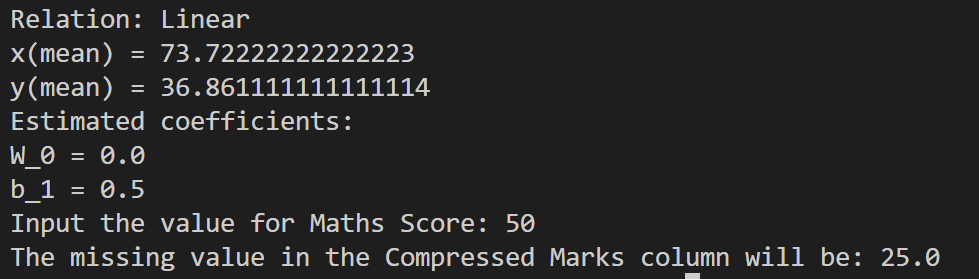 Relation: Linear
x(mean) = 73.72222222222223
y(mean) = 36.861111111111114
Estimated coefficients:
W_0 = 0.0
b_1 = 0.5
Input the value for Maths Score: 50
The missing value in the Compressed Marks column will be: 25.0